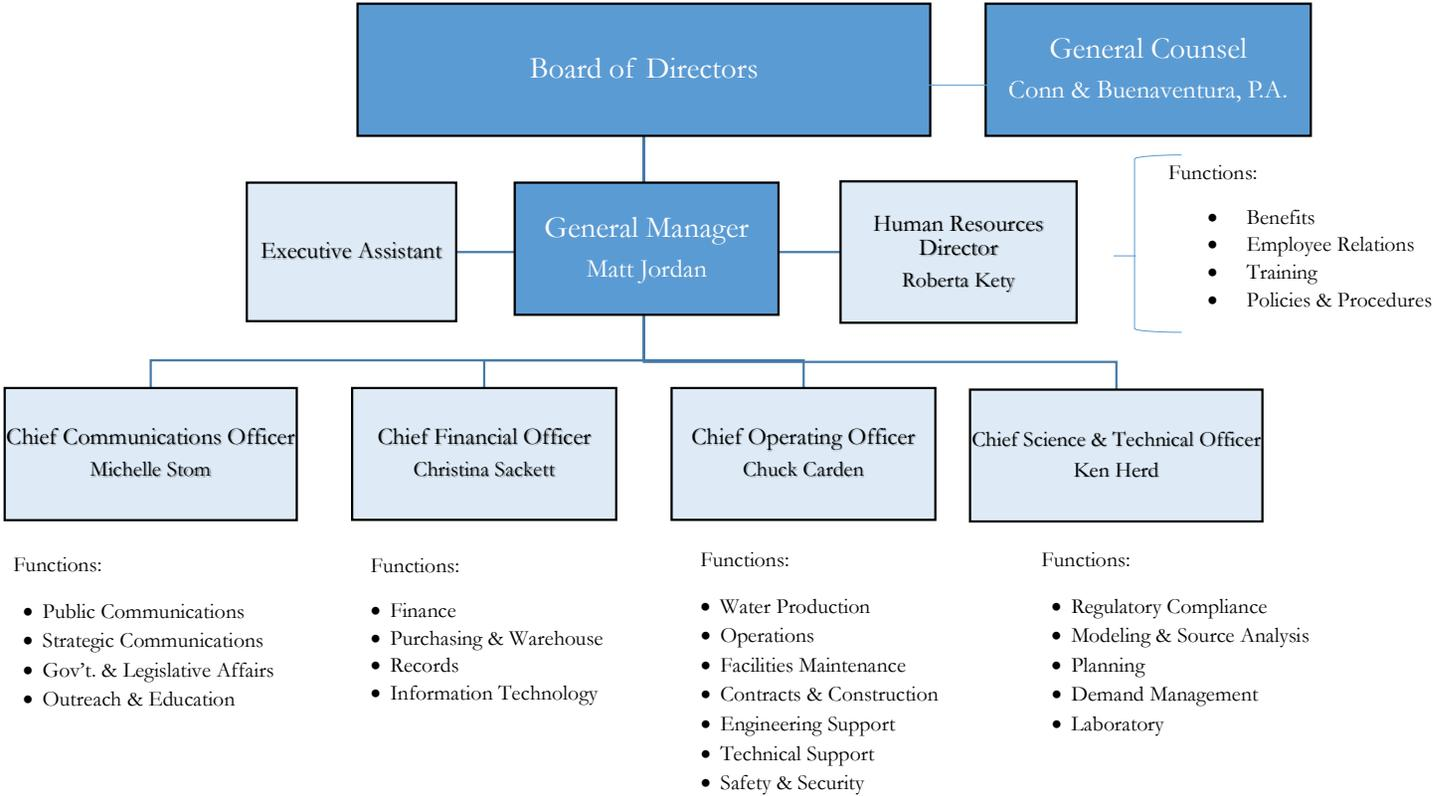 Board of Directors
General Counsel
Conn & Buenaventura, P.A.
Executive Assistant
General Manager
Matt Jordan
Human Resources
Director
Roberta Kety
Functions:
• Benefits
• Employee Relations
• Training
• Policies & Procedures
Chief Communications Officer
Michelle Stom
Chief Financial Officer
Christina Sackett
Chief Operating Officer
Chuck Carden
Chief Science & Technical Officer
Ken Herd
Functions:
• Public Communications
• Strategic Communications
• Gov’t. & Legislative Affairs
• Outreach & Education
Functions:
• Finance
• Purchasing & Warehouse
• Records
• Information Technology
Functions:
• Water Production
• Operations
• Facilities Maintenance
• Contracts & Construction
• Engineering Support
• Technical Support
• Safety & Security
Functions:
• Regulatory Compliance
• Modeling & Source Analysis
• Planning
• Demand Management
• Laboratory